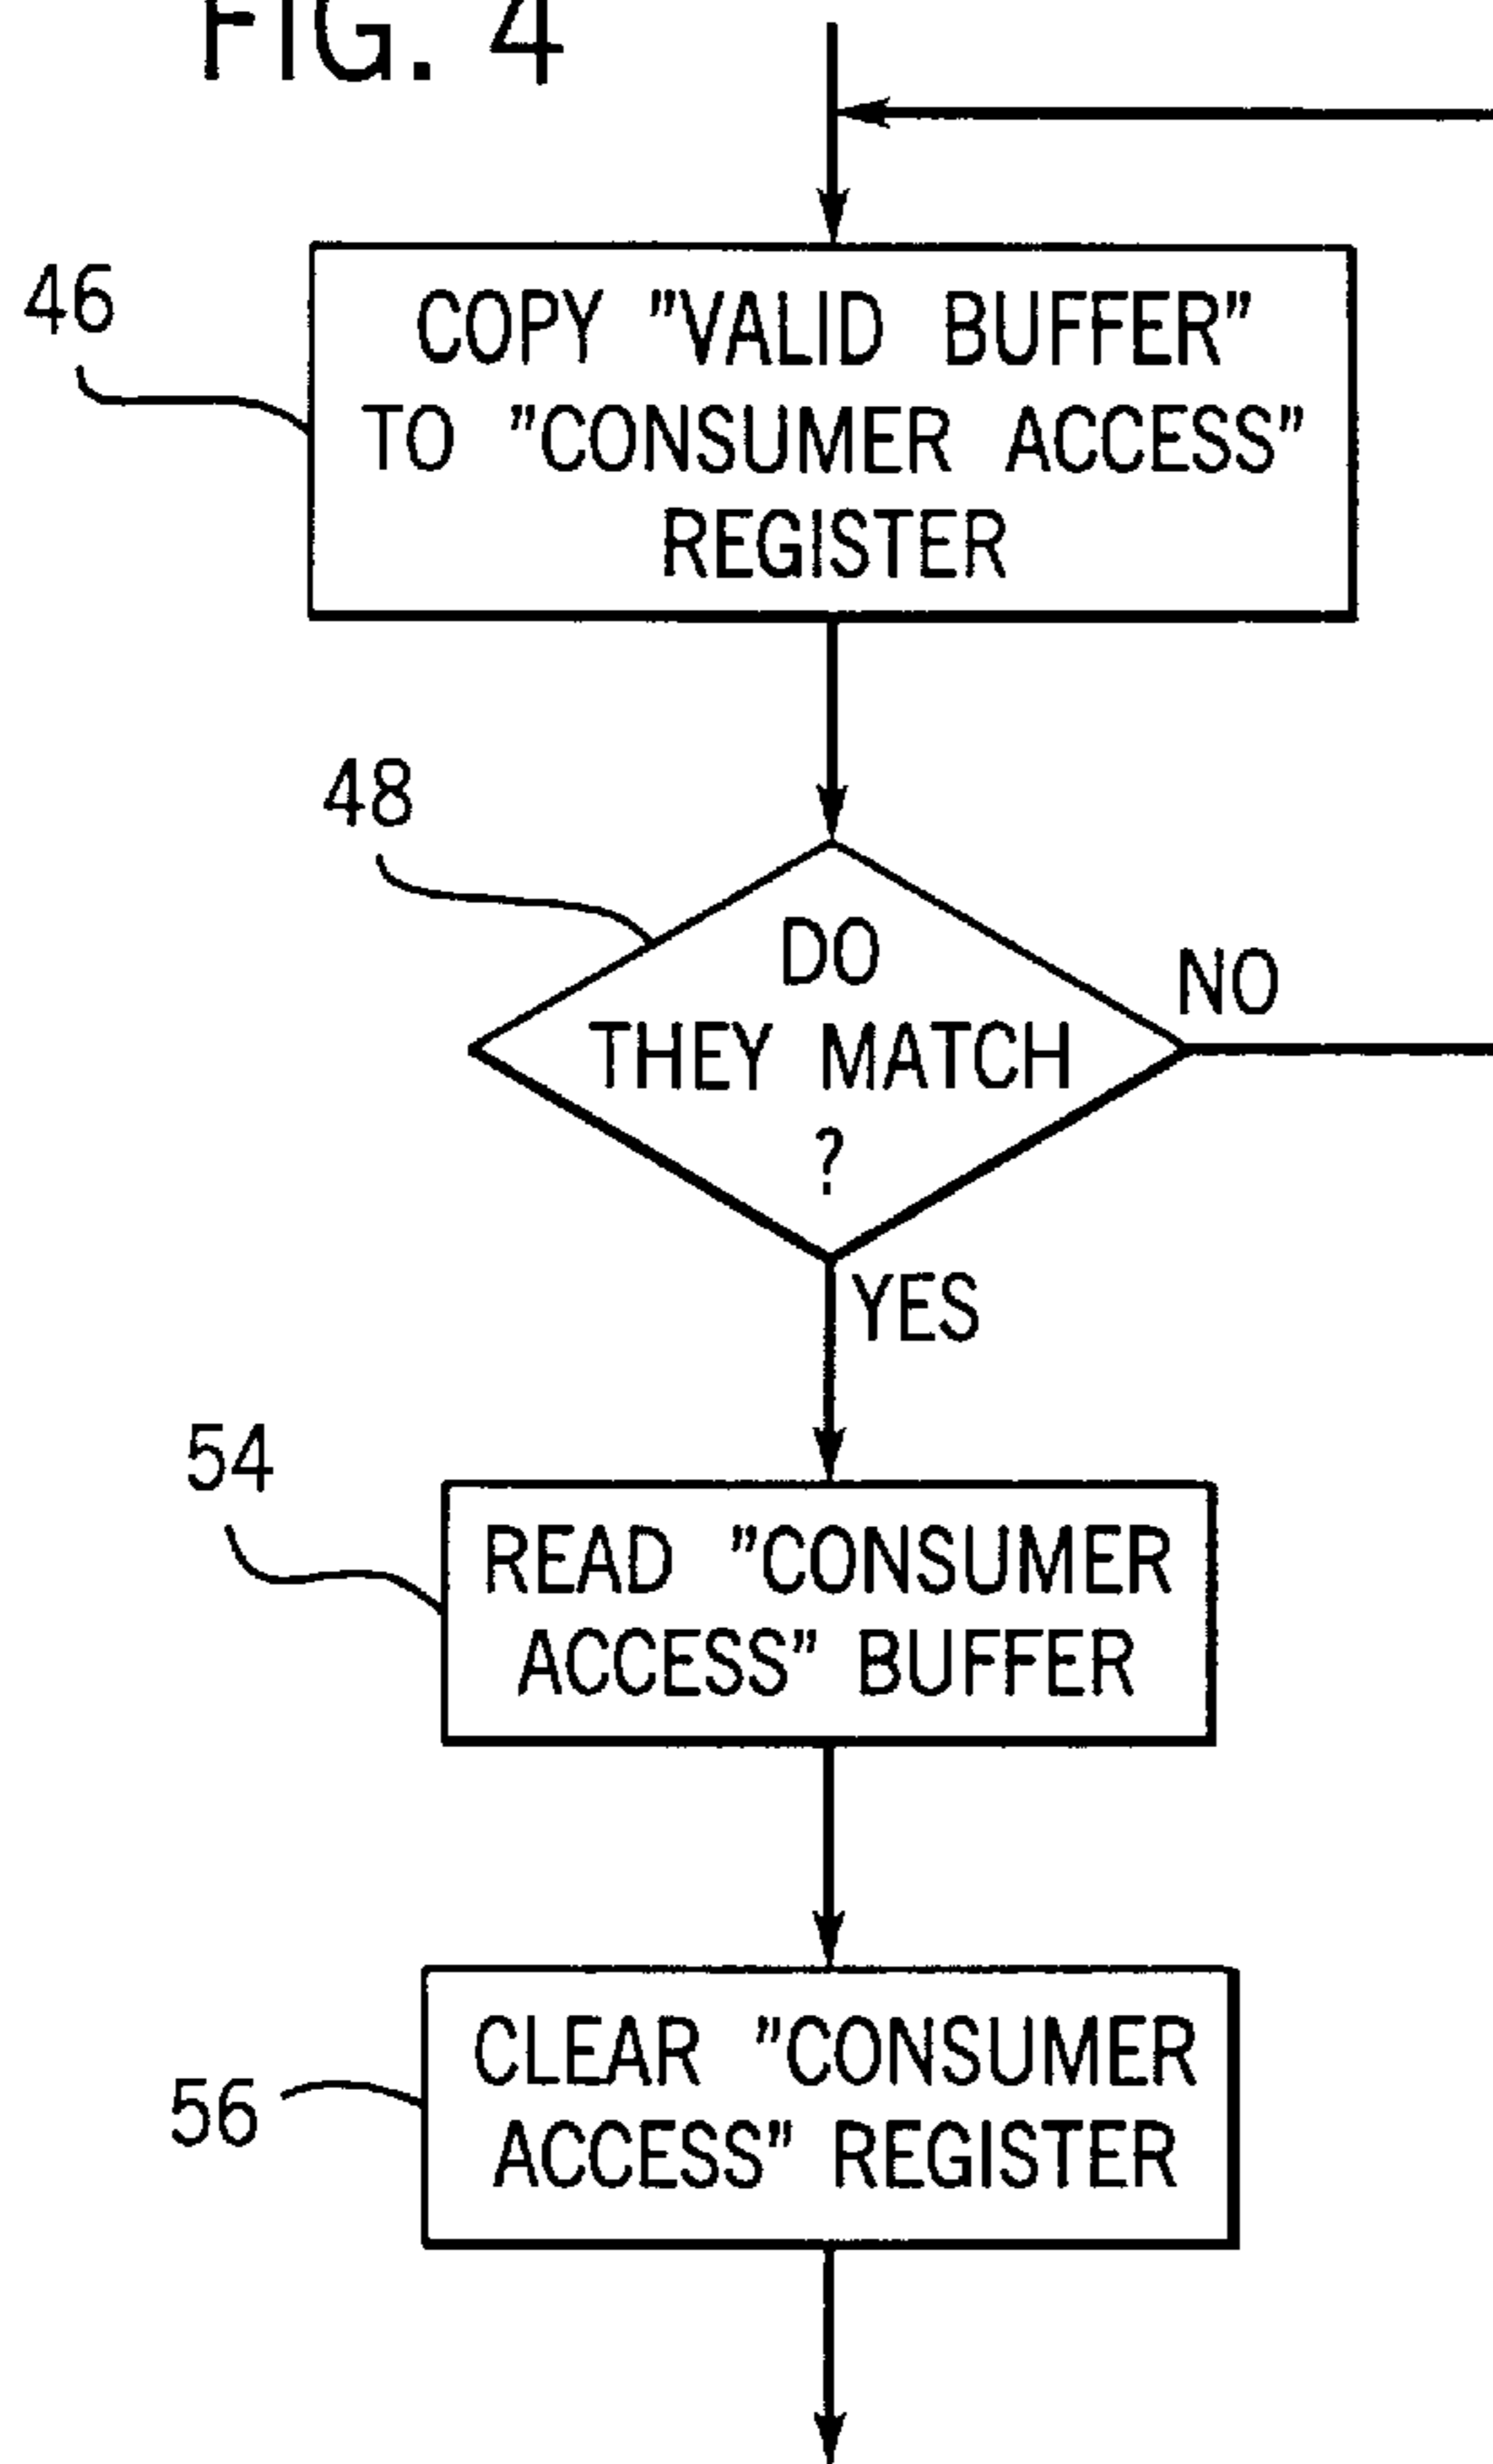 FIG. 4
46
COPY "VALID BUFFER"
TO "CONSUMER ACCESS"
REGISTER
48
DO
THEY MATCH
?
NO
YES
54
READ "CONSUMER
ACCESS" BUFFER
56
CLEAR "CONSUMER
ACCESS" REGISTER